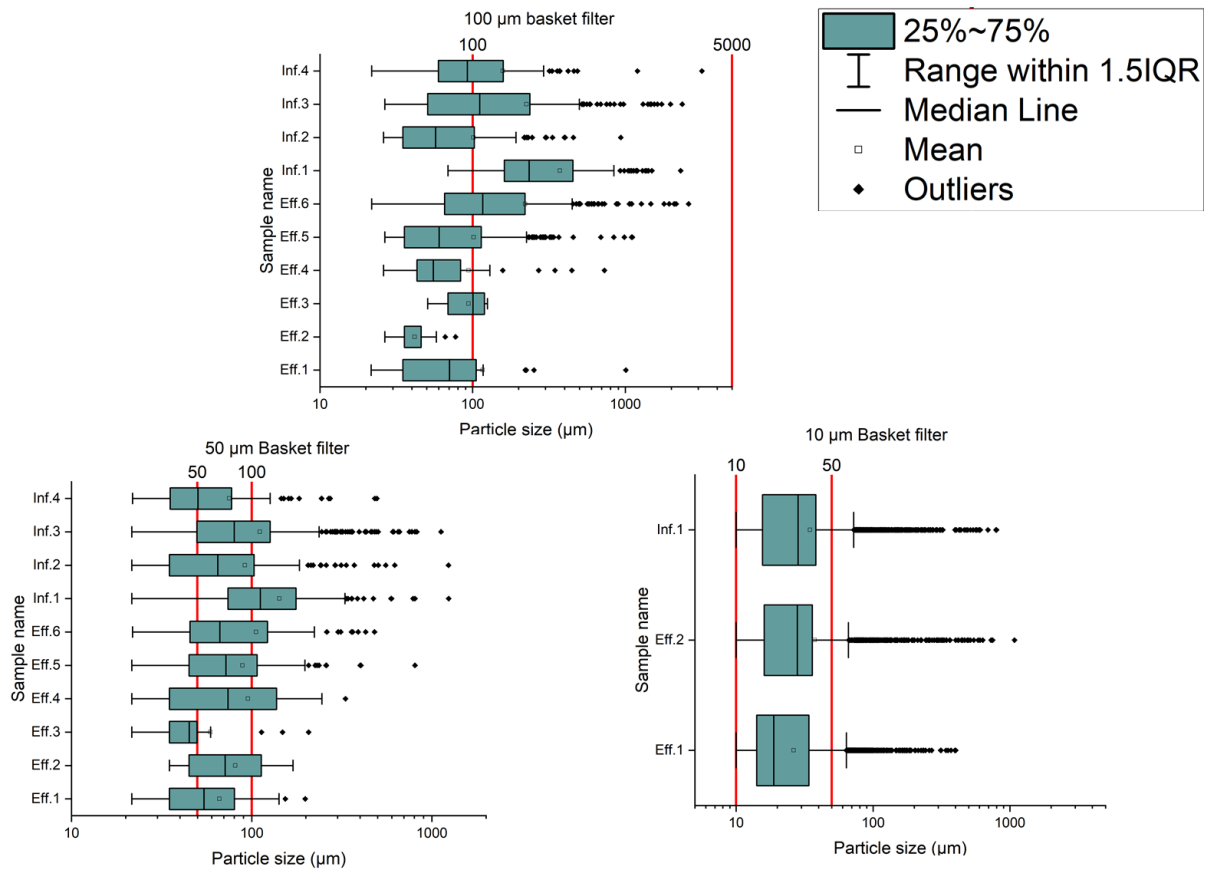 100 µm basket filter
100 5000
Inf.4
Inf.3
Inf.2
Inf.1
Eff.6
Eff.5
Eff.4
Eff.3
Eff.2
Eff.1
Sample name
10 100 1000
Particle size (µm)
25%~75%
Range within 1.5IQR
Median Line
Mean
Outliers
50 µm Basket filter
50 100
Inf.4
Inf.3
Inf.2
Inf.1
Eff.6
Eff.5
Eff.4
Eff.3
Eff.2
Eff.1
Sample name
10 100 1000
Particle size (µm)
10 µm Basket filter
10 50
Inf.1
Eff.2
Eff.1
Sample name
10 100 1000
Particle size (µm)